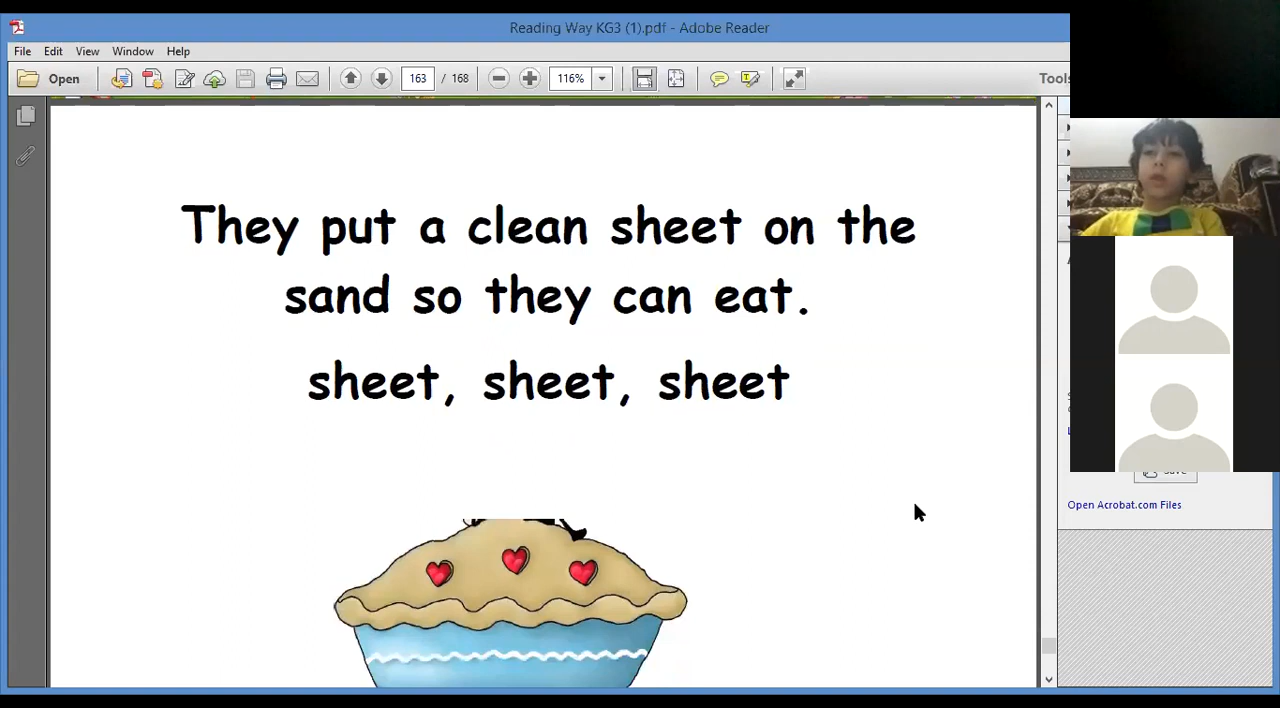 Reading Way KG3 (1).pdf - Adobe Reader
File Edit View Window Help
Open 163 / 168 116% Tools
They put a clean sheet on the
sand so they can eat.
sheet, sheet, sheet
Open Acrobat.com Files